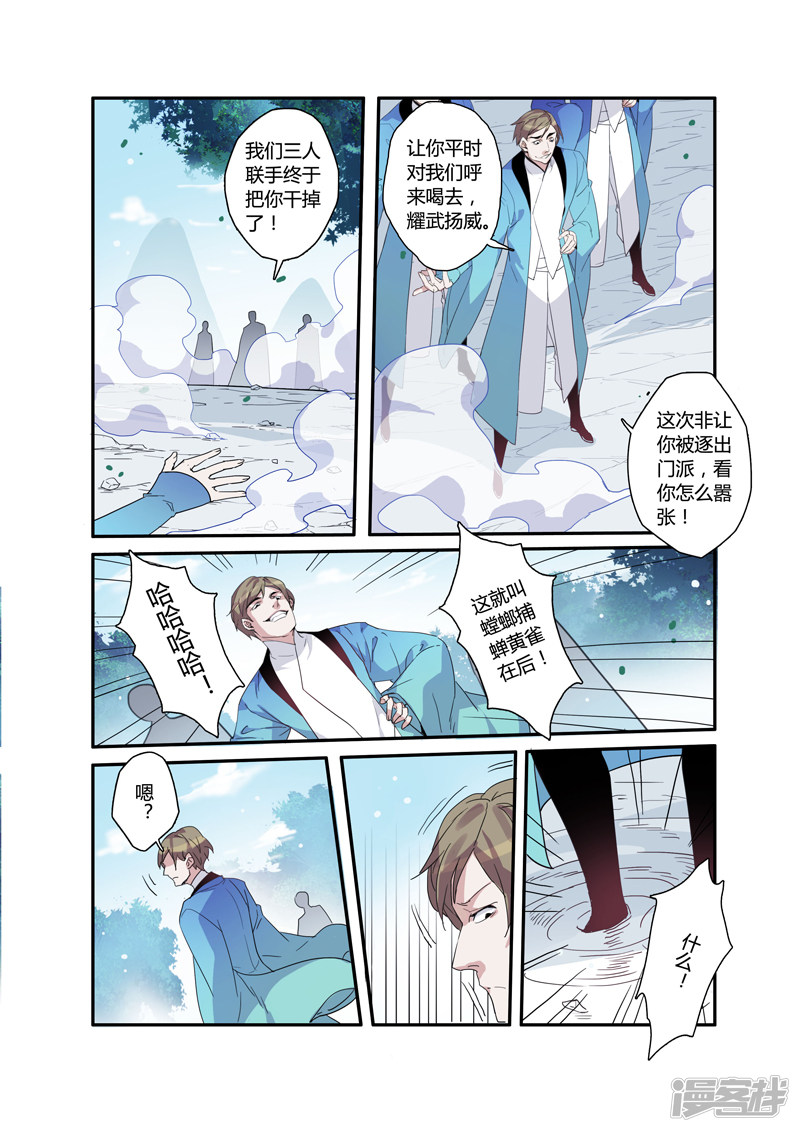 我们三人
联手终于
把你干掉
了！
让你平时
对我们呼
来喝去，
耀武扬威。
这次非让
你被逐出
门派，看
你怎么嚣
张！
哈哈哈哈！
这就叫
螳螂捕
蝉黄雀
在后！
嗯？
什么！
漫客栈